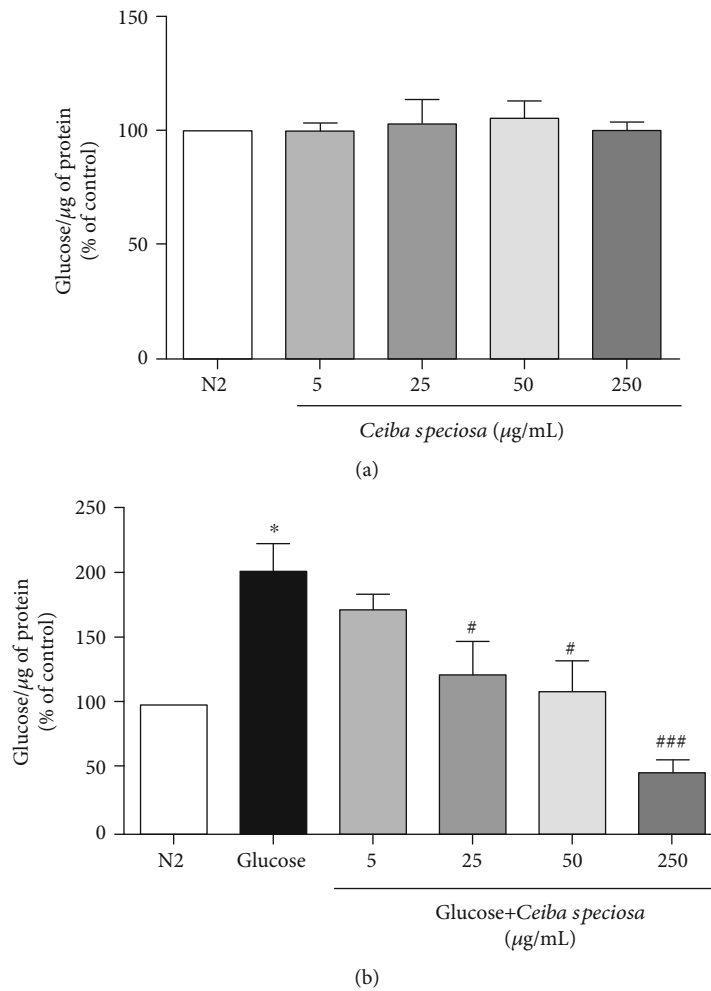 150
100
50
0
Glucose/μg of protein
(% of control)
N2
5
25
50
250
Ceiba speciosa (μg/mL)
(a)
250
200
150
100
50
0
Glucose/μg of protein
(% of control)
*
#
#
###
N2
Glucose
5
25
50
250
Glucose+Ceiba speciosa
(μg/mL)
(b)